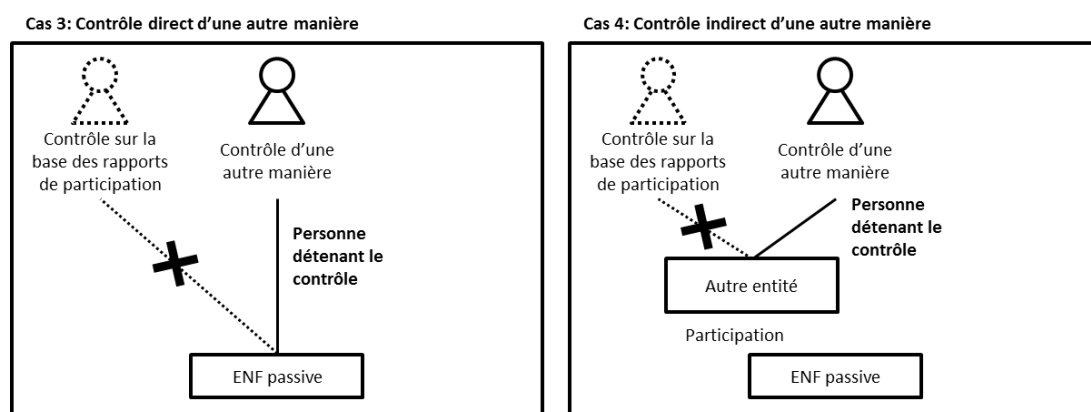 Cas 3: Contrôle direct d’une autre manière
Contrôle sur la
base des rapports
de participation
Contrôle d’une
autre manière
Personne
détenant le
contrôle
ENF passive
Cas 4: Contrôle indirect d’une autre manière
Contrôle sur la
base des rapports
de participation
Contrôle d’une
autre manière
Personne
détenant le
contrôle
Autre entité
Participation
ENF passive